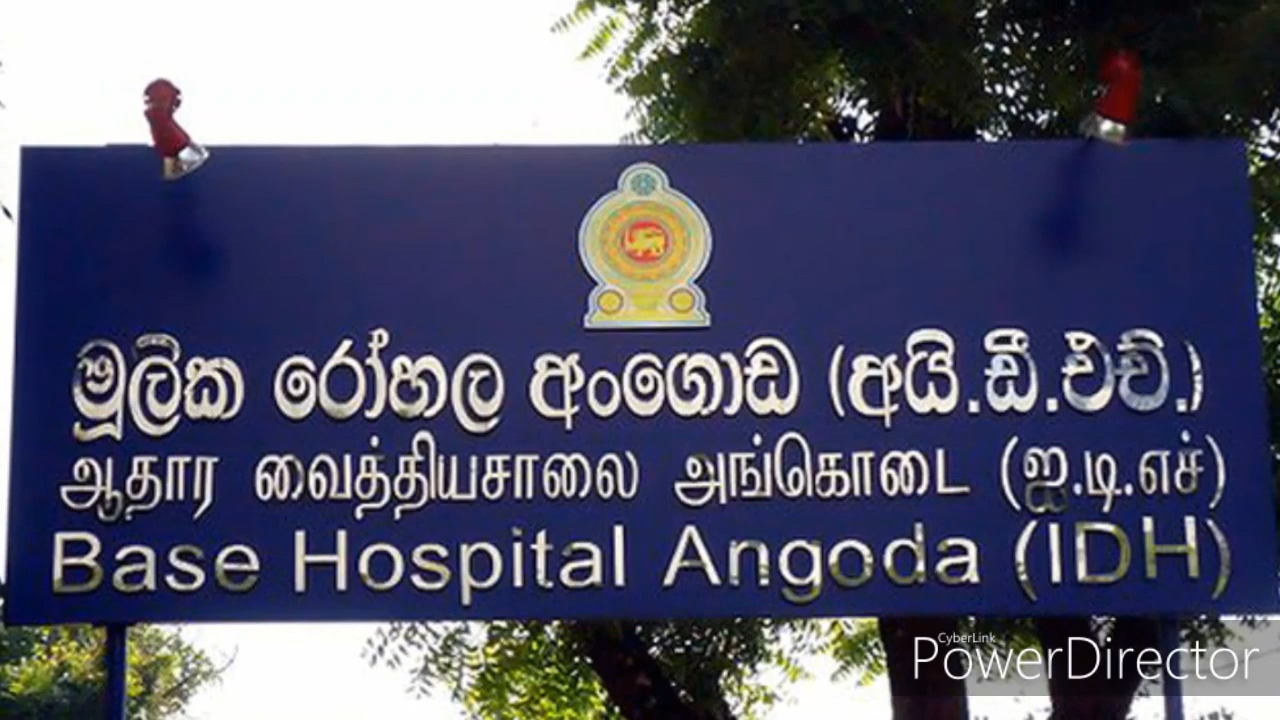 මූලික රෝහල අංගොඩ (අයි.ඩී.එච්.)
ஆதார வைத்தியசாலை அங்கொடை (ஐ.டி.எச்)
Base Hospital Angoda (IDH)
CyberLink
PowerDirector